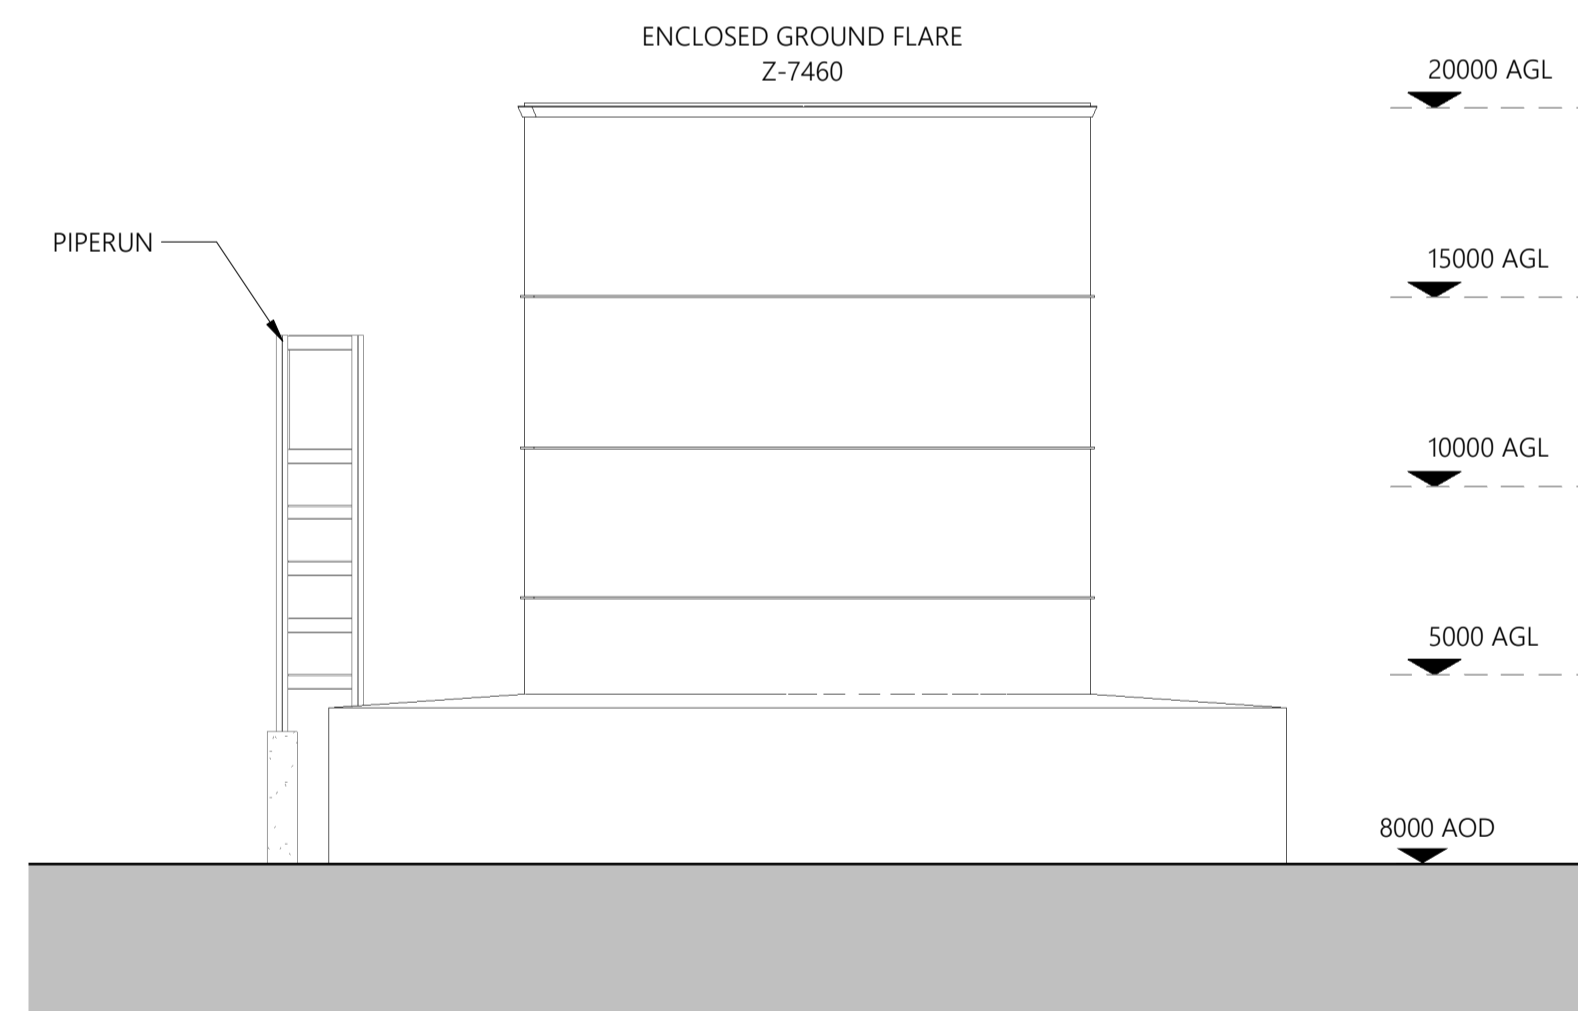 ENCLOSED GROUND FLARE
Z-7460
20000 AGL
15000 AGL
PIPERUN
10000 AGL
5000 AGL
8000 AOD